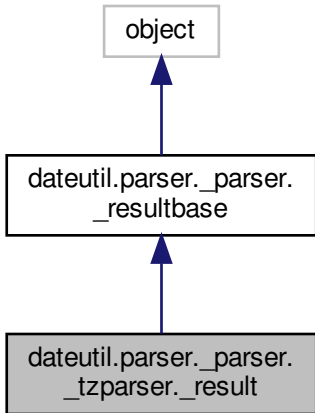 object
dateutil.parser._parser.
_resultbase
dateutil.parser._parser.
_tzparser._result